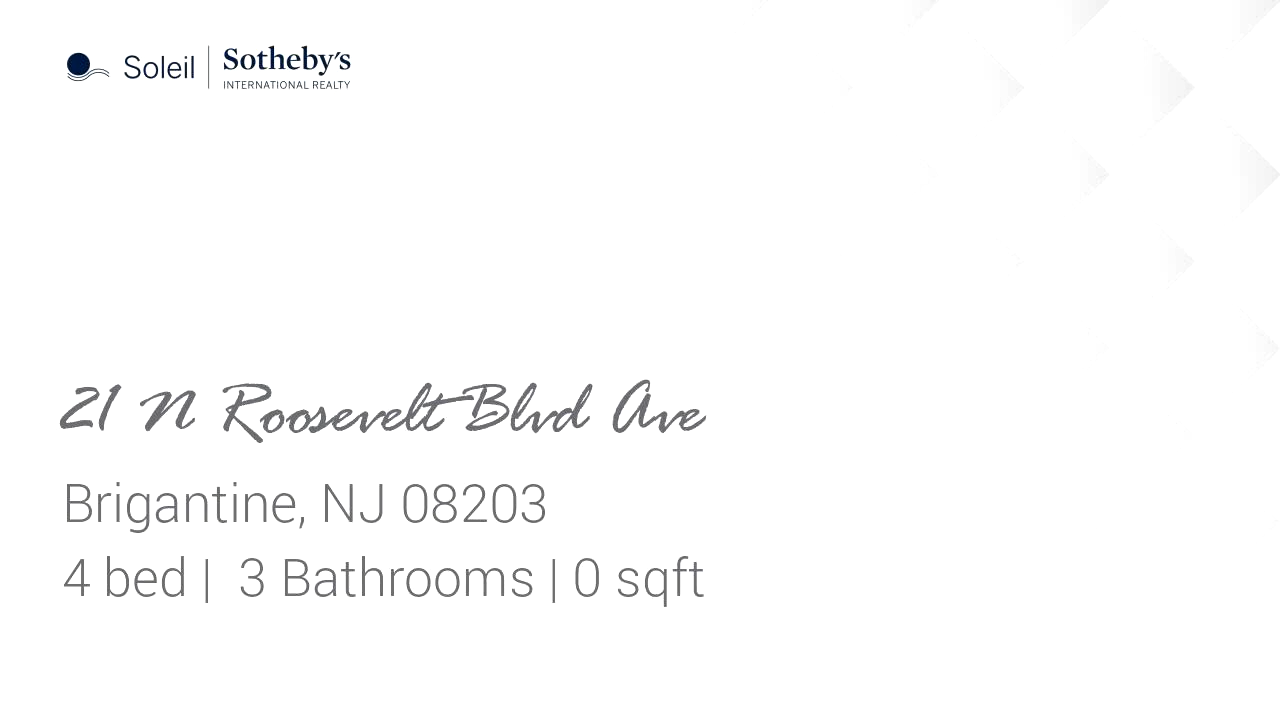 Soleil
Sotheby's
INTERNATIONAL REALTY
21 N Roosevelt Blvd Ave
Brigantine, NJ 08203
4 bed |  3 Bathrooms | 0 sqft